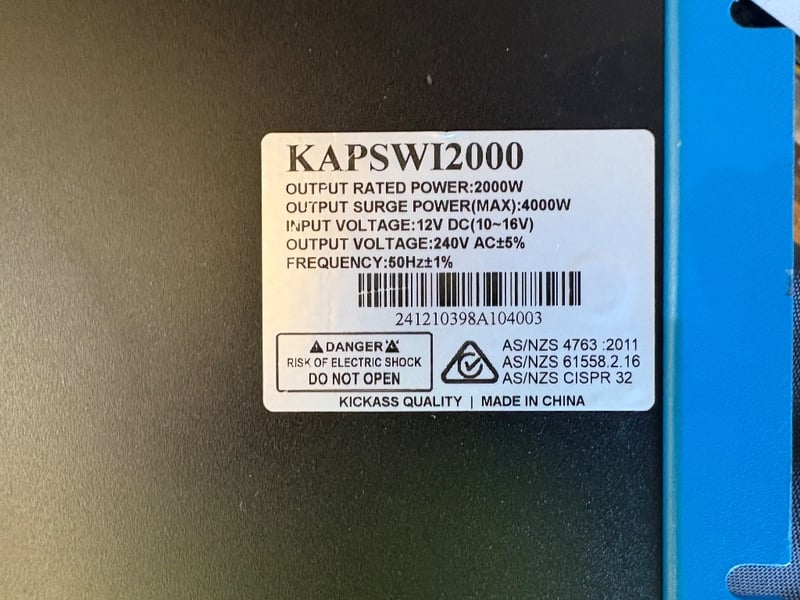 KAPSWI2000
OUTPUT RATED POWER:2000W
OUTPUT SURGE POWER(MAX):4000W
INPUT VOLTAGE:12V DC(10~16V)
OUTPUT VOLTAGE:240V AC±5%
FREQUENCY:50Hz±1%
241210398A104003
DANGER
RISK OF ELECTRIC SHOCK
DO NOT OPEN
AS/NZS 4763 :2011
AS/NZS 61558.2.16
AS/NZS CISPR 32
KICKASS QUALITY | MADE IN CHINA